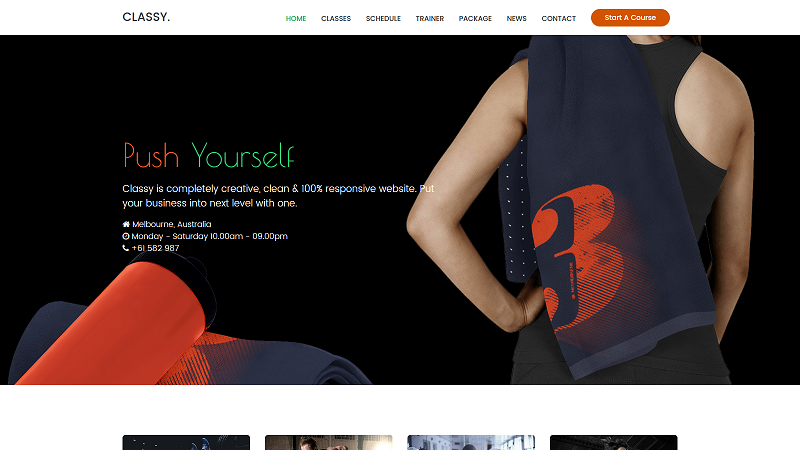 CLASSY.
HOME CLASSES SCHEDULE TRAINER PACKAGE NEWS CONTACT Start A Course
Push Yourself
Classy is completely creative, clean & 100% responsive website. Put
your business into next level with one.
Melbourne, Australia
Monday - Saturday 10.00am - 09.00pm
+61 582 987
3